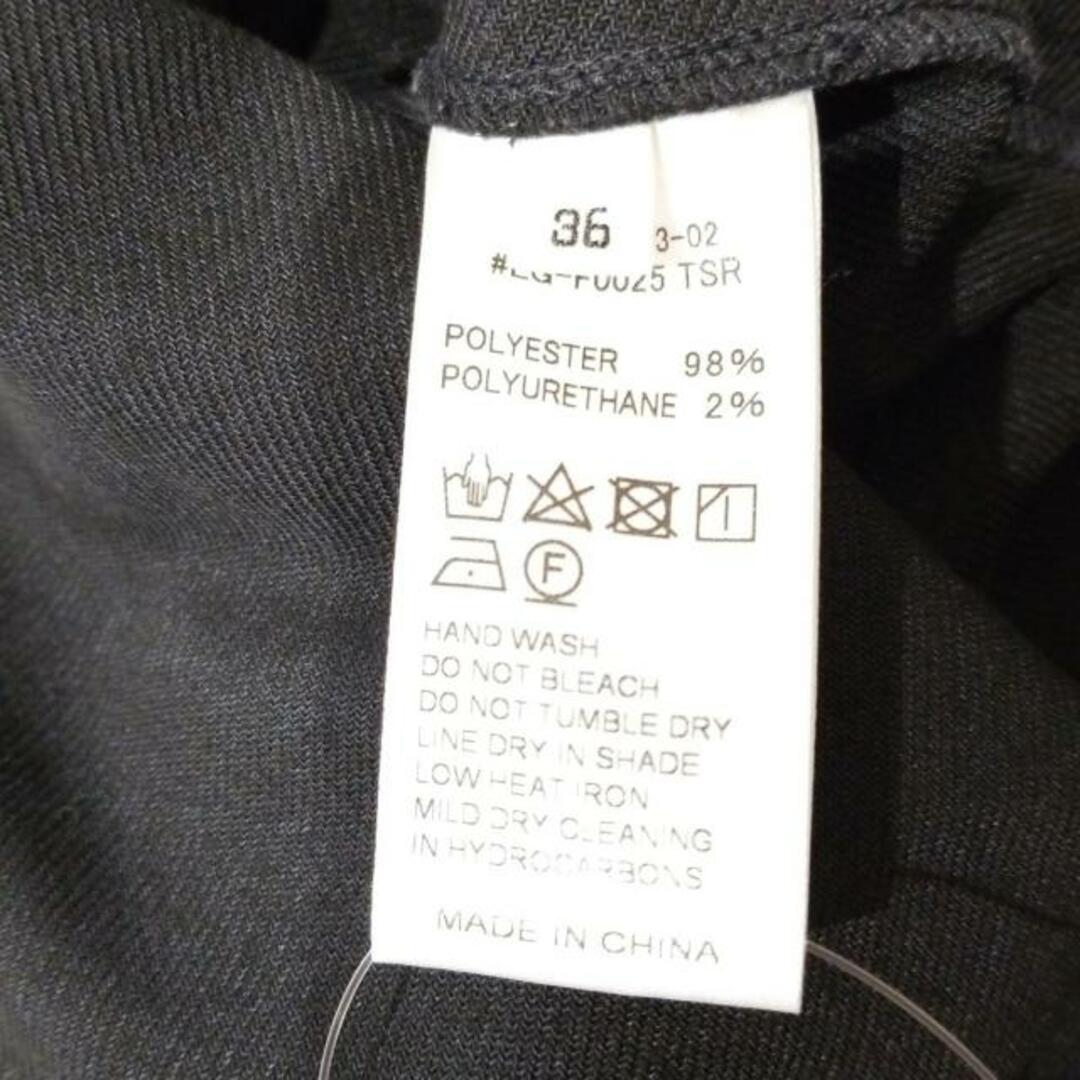 36 3-02
TSR
POLYESTER 98%
POLYURETHANE 2%
F
HAND WASH
DO NOT BLEACH
DO NOT TUMBLE DRY
LINE DRY IN SHADE
LOW HEAT IRON
MILD DRY CLEANING
IN HYDROCARBONS
MADE IN CHINA